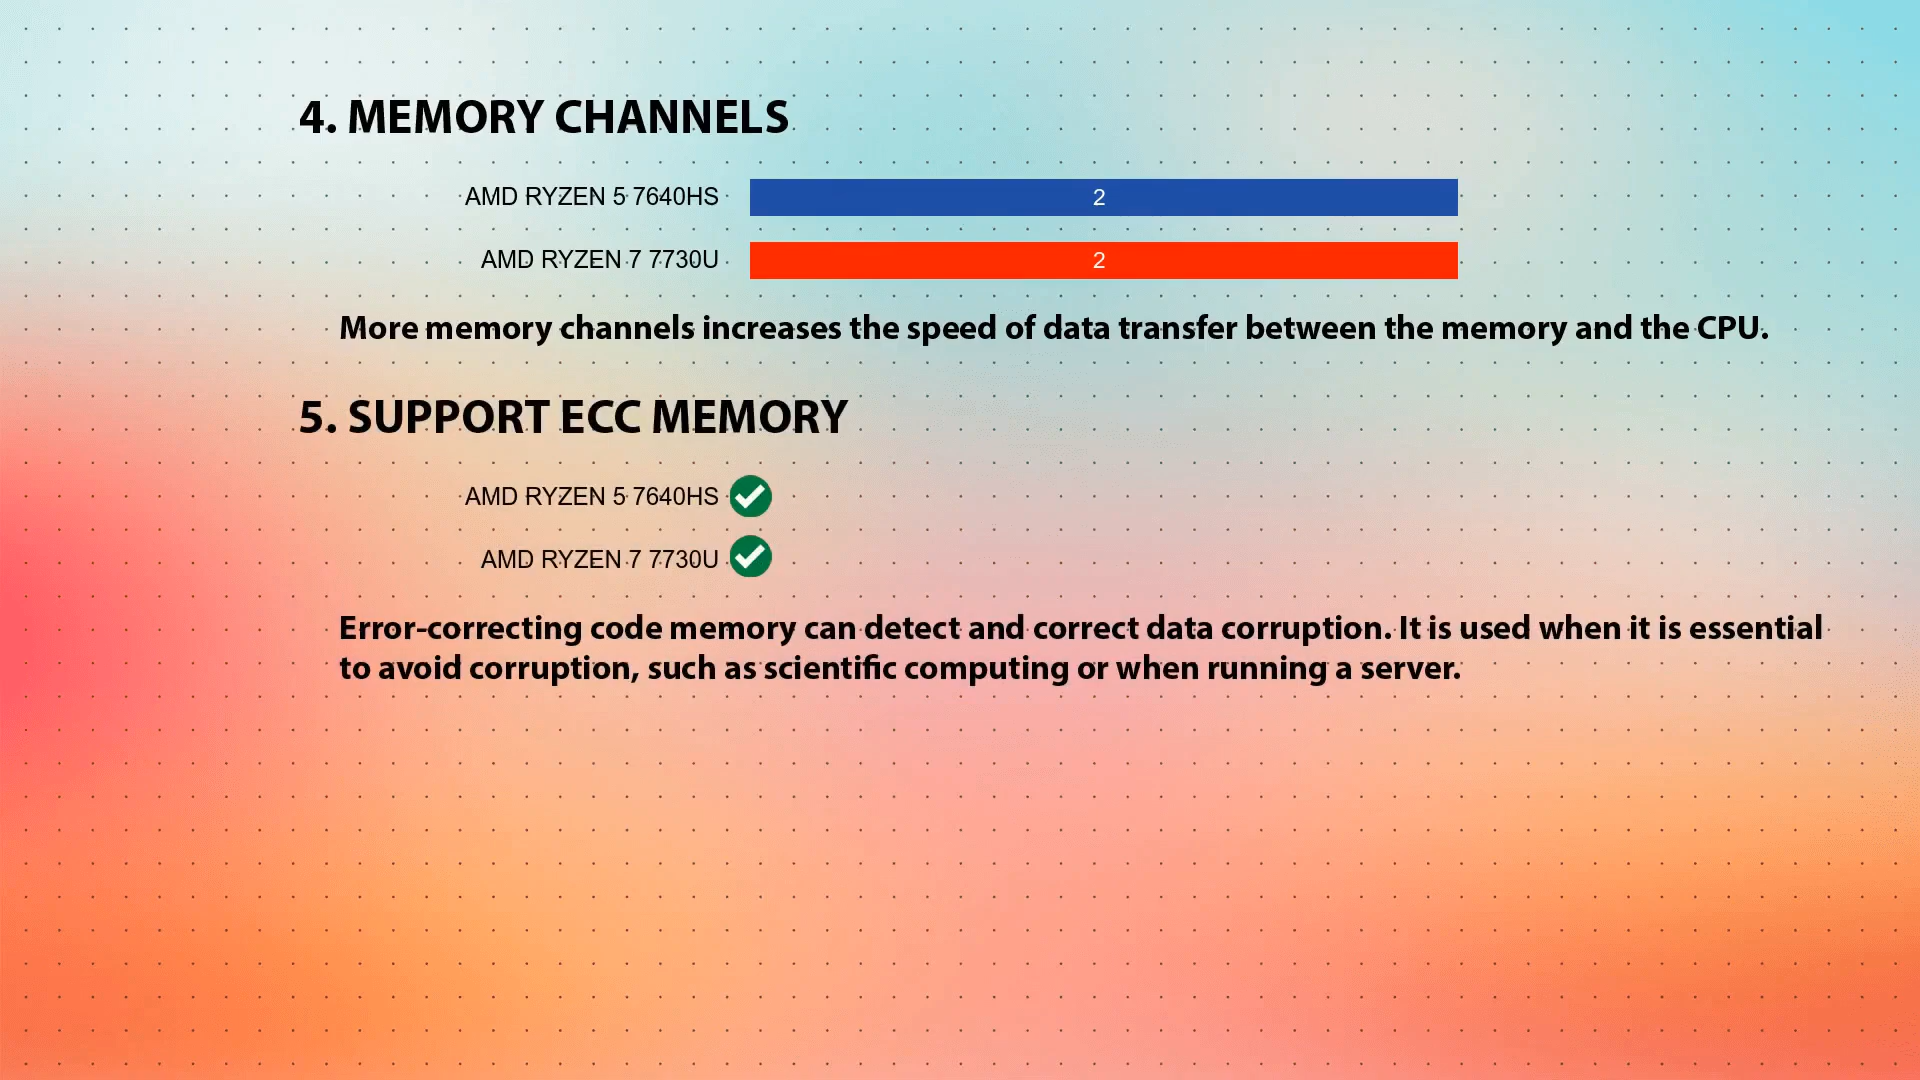 4. MEMORY CHANNELS
AMD RYZEN 5 7640HS
2
AMD RYZEN 7 7730U
2
More memory channels increases the speed of data transfer between the memory and the CPU.
5. SUPPORT ECC MEMORY
AMD RYZEN 5 7640HS
AMD RYZEN 7 7730U
Error-correcting code memory can detect and correct data corruption. It is used when it is essential
to avoid corruption, such as scientific computing or when running a server.